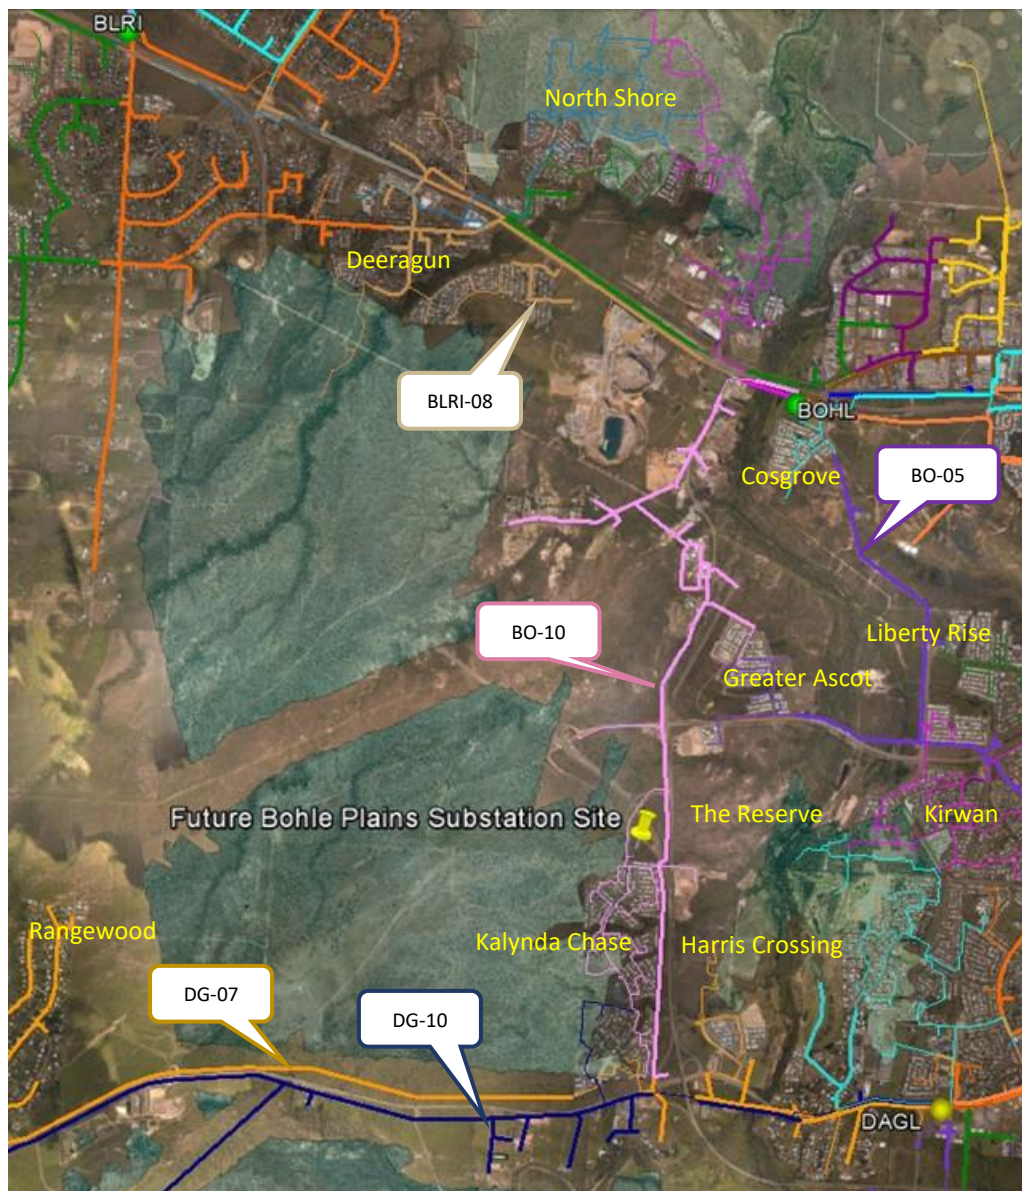 BLRI
North Shore
Deeragun
BLRI-08
BOHL
Cosgrove
BO-05
BO-10
Liberty Rise
Greater Ascot
Future Bohle Plains Substation Site
The Reserve
Kirwan
Rangewood
Kalynda Chase
Harris Crossing
DG-07
DG-10
DAGL